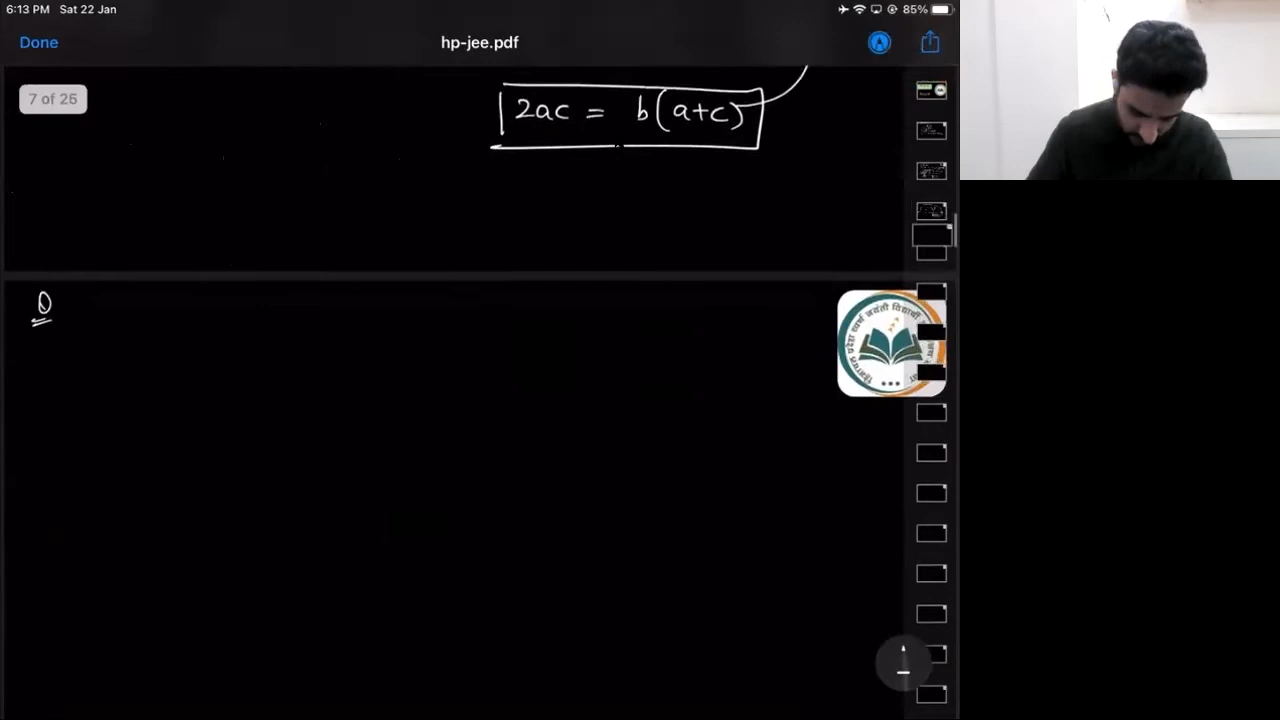 6:13 PM Sat 22 Jan
85%
Done
hp-jee.pdf
7 of 25
2ac = b(a+c)
Q